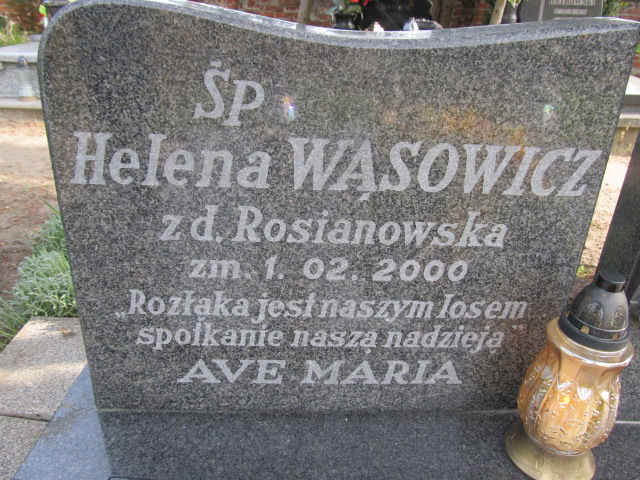 ŚP
Helena WĄSOWICZ
z d. Rosianowska
zm. 1. 02. 2000
„Rozłąka jest naszym losem
spotkanie naszą nadzieją”
AVE MARIA